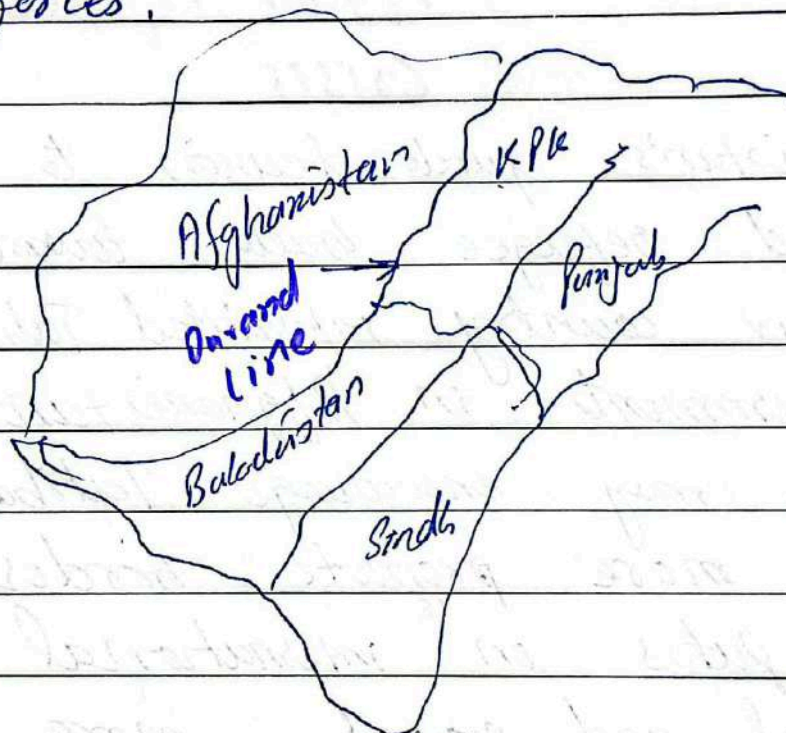 KPK
Afghanistan
Punjab
Durand
Line
Balochistan
Sindh